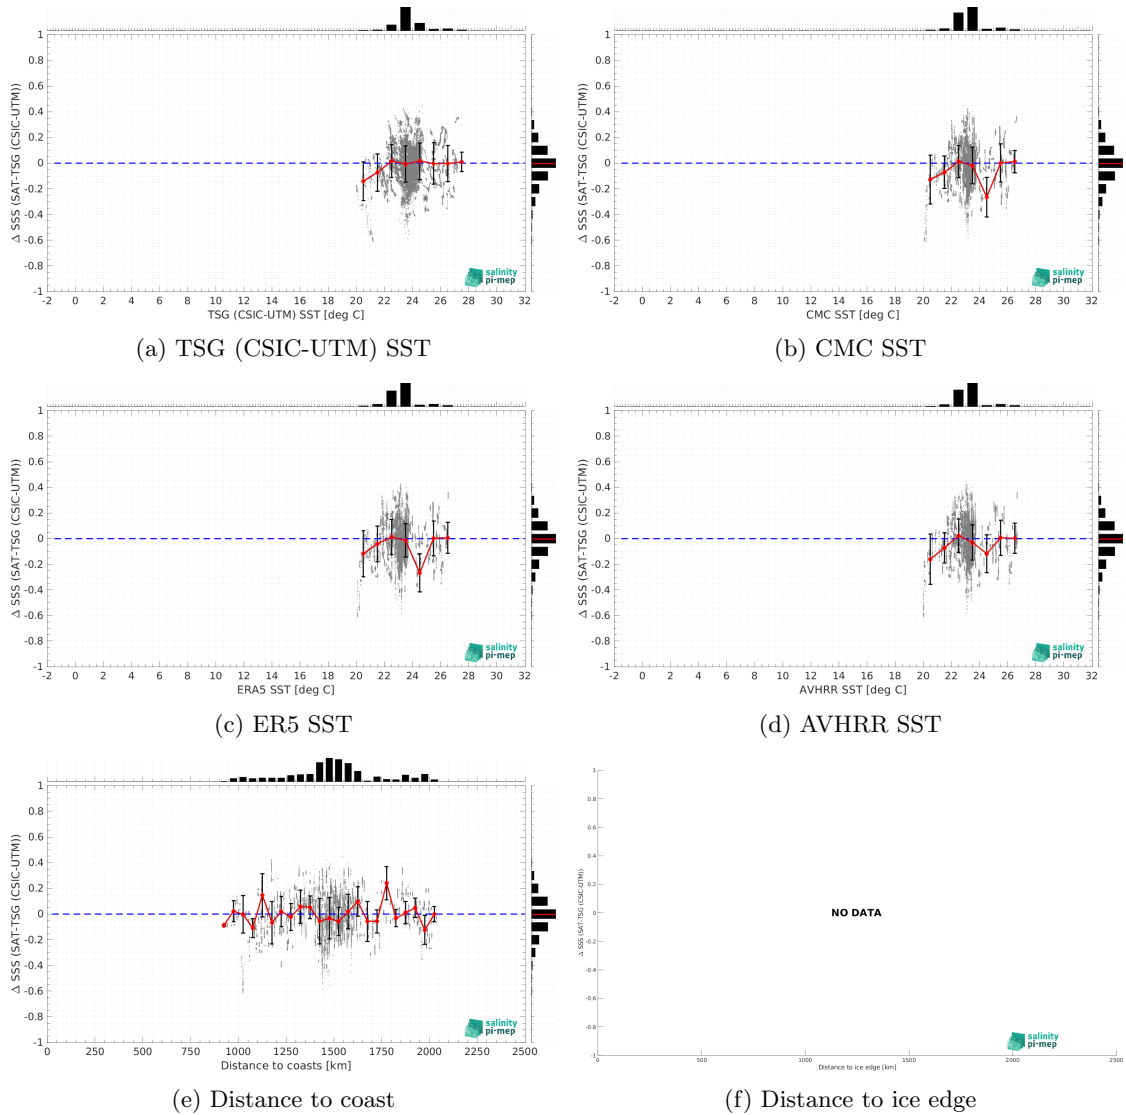 1
0.8
0.6
0.4
0.2
0
-0.2
-0.4
-0.6
-0.8
-1
Δ SSS (SAT-TSG (CSIC-UTM))
-2 0 2 4 6 8 10 12 14 16 18 20 22 24 26 28 30 32
TSG (CSIC-UTM) SST [deg C]
salinity
pi-mep
(a) TSG (CSIC-UTM) SST
1
0.8
0.6
0.4
0.2
0
-0.2
-0.4
-0.6
-0.8
-1
Δ SSS (SAT-TSG (CSIC-UTM))
-2 0 2 4 6 8 10 12 14 16 18 20 22 24 26 28 30 32
CMC SST [deg C]
salinity
pi-mep
(b) CMC SST
1
0.8
0.6
0.4
0.2
0
-0.2
-0.4
-0.6
-0.8
-1
Δ SSS (SAT-TSG (CSIC-UTM))
-2 0 2 4 6 8 10 12 14 16 18 20 22 24 26 28 30 32
ERA5 SST [deg C]
salinity
pi-mep
(c) ER5 SST
1
0.8
0.6
0.4
0.2
0
-0.2
-0.4
-0.6
-0.8
-1
Δ SSS (SAT-TSG (CSIC-UTM))
-2 0 2 4 6 8 10 12 14 16 18 20 22 24 26 28 30 32
AVHRR SST [deg C]
salinity
pi-mep
(d) AVHRR SST
1
0.8
0.6
0.4
0.2
0
-0.2
-0.4
-0.6
-0.8
-1
Δ SSS (SAT-TSG (CSIC-UTM))
0 250 500 750 1000 1250 1500 1750 2000 2250 2500
Distance to coasts [km]
salinity
pi-mep
(e) Distance to coast
1
0.8
0.6
0.4
0.2
0
-0.2
-0.4
-0.6
-0.8
-1
Δ SSS (SAT-TSG (CSIC-UTM))
NO DATA
0 500 1000 1500 2000 2500
Distance to ice edge [km]
salinity
pi-mep
(f) Distance to ice edge